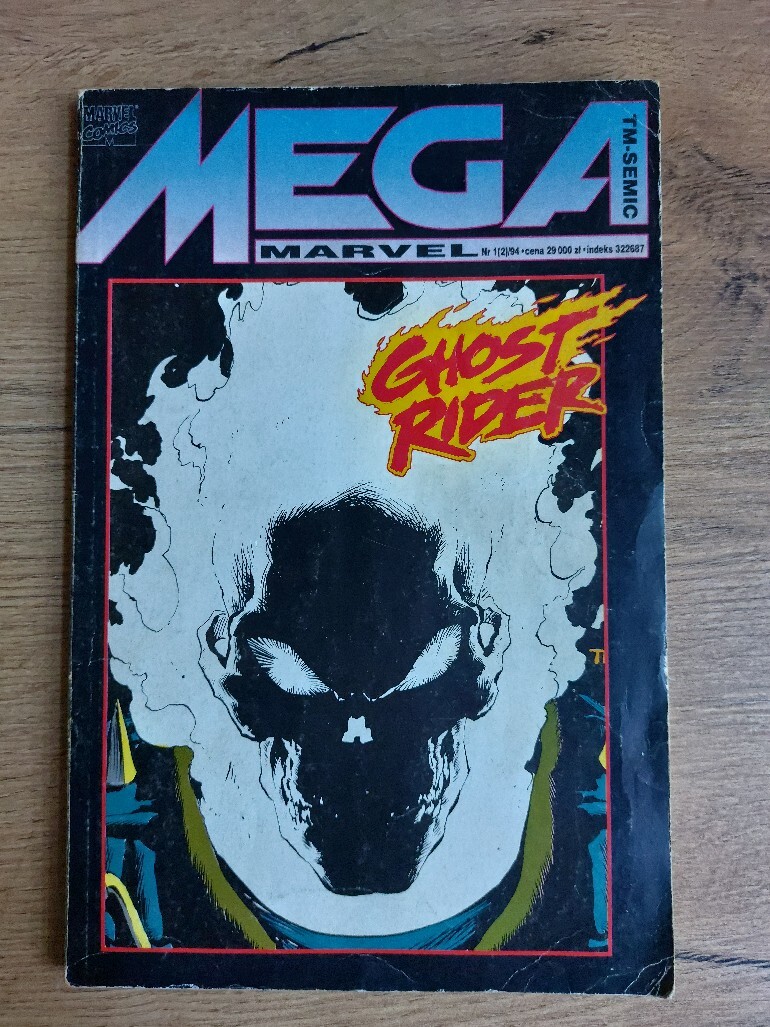 MARVEL
COMICS
MEGA
TM-SEMIC
MARVEL Nr 1(2)/94 • cena 29 000 zł • indeks 322687
GHOST
RIDER